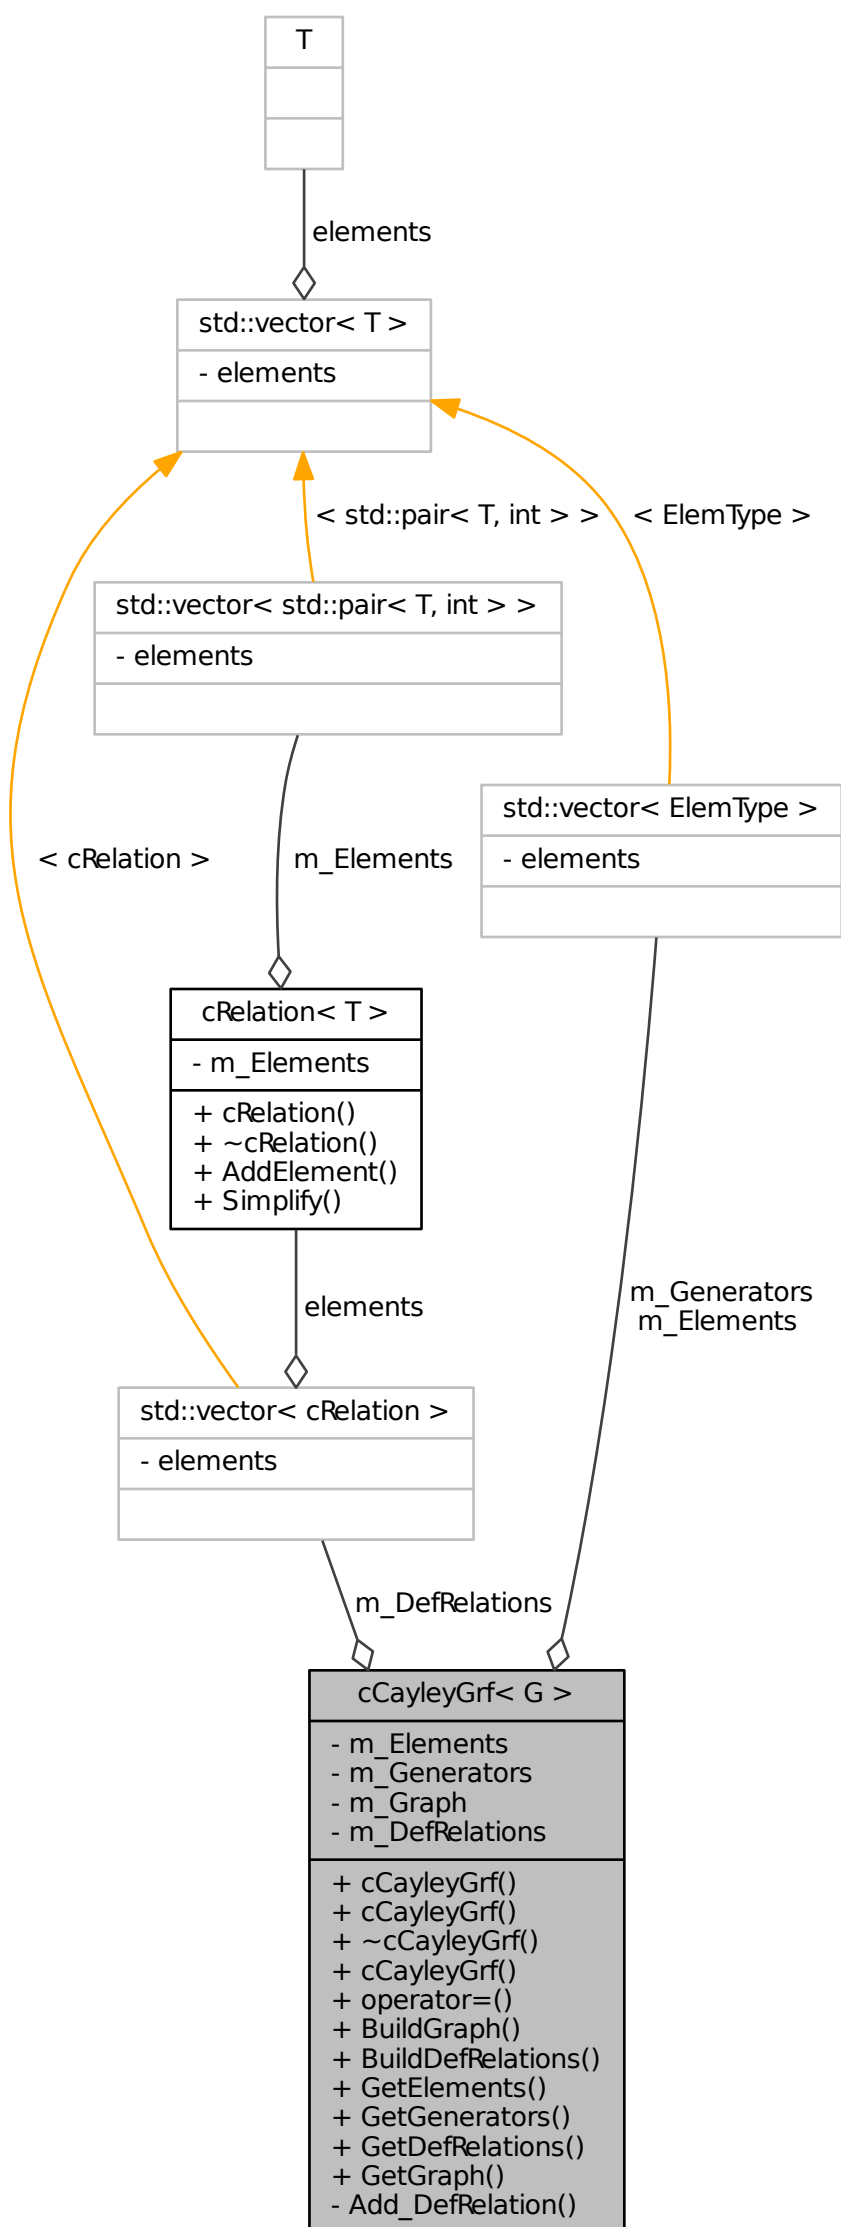 T
elements
std::vector< T >
- elements
< std::pair< T, int > >
< ElemType >
std::vector< std::pair< T, int > >
- elements
std::vector< ElemType >
- elements
< cRelation >
m_Elements
cRelation< T >
- m_Elements
+ cRelation()
+ ~cRelation()
+ AddElement()
+ Simplify()
m_Generators
m_Elements
elements
std::vector< cRelation >
- elements
m_DefRelations
cCayleyGrf< G >
- m_Elements
- m_Generators
- m_Graph
- m_DefRelations
+ cCayleyGrf()
+ cCayleyGrf()
+ ~cCayleyGrf()
+ cCayleyGrf()
+ operator=()
+ BuildGraph()
+ BuildDefRelations()
+ GetElements()
+ GetGenerators()
+ GetDefRelations()
+ GetGraph()
- Add_DefRelation()